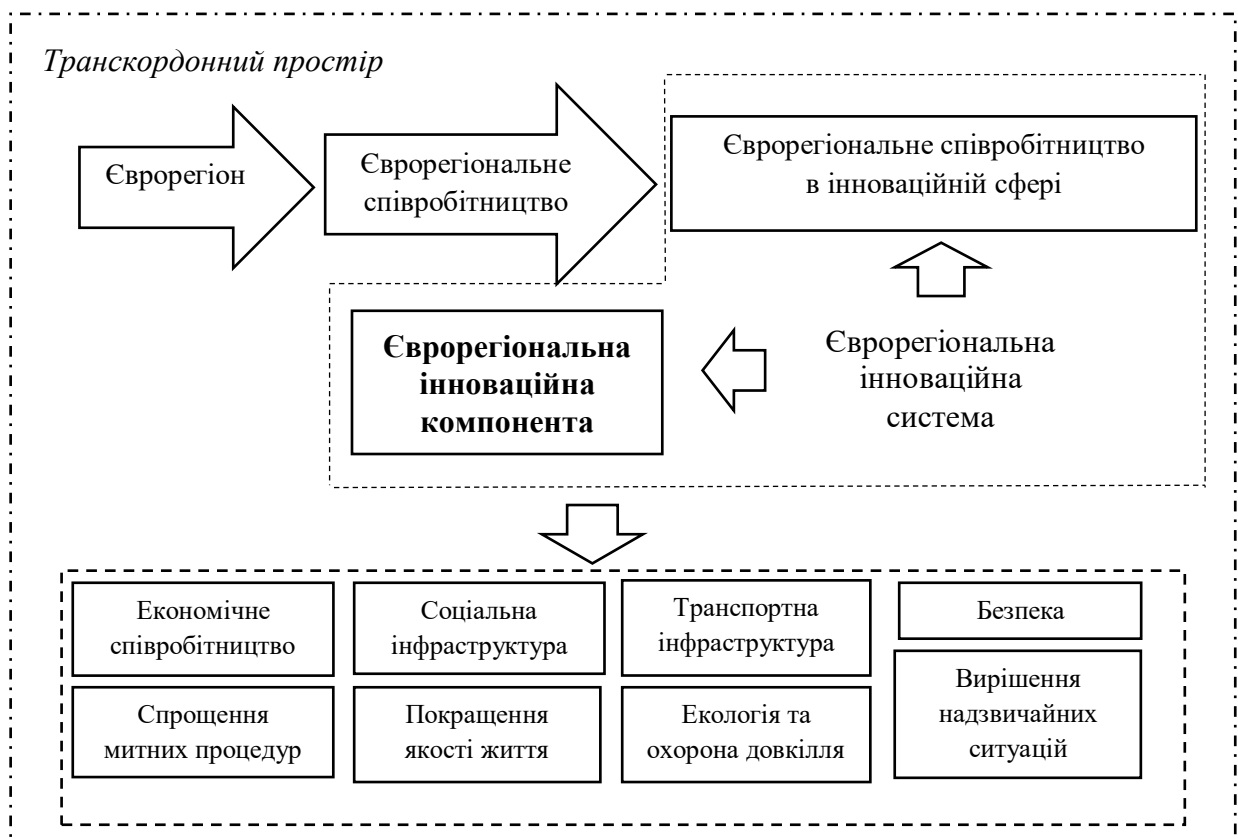 Транскордонний простір
Єврорегіон
Єврорегіональне
співробітництво
Єврорегіональне співробітництво
в інноваційній сфері
Єврорегіональна
інноваційна
компонента
Єврорегіональна
інноваційна
система
Економічне
співробітництво
Соціальна
інфраструктура
Транспортна
інфраструктура
Безпека
Спрощення
митних процедур
Покращення
якості життя
Екологія та
охорона довкілля
Вирішення
надзвичайних
ситуацій